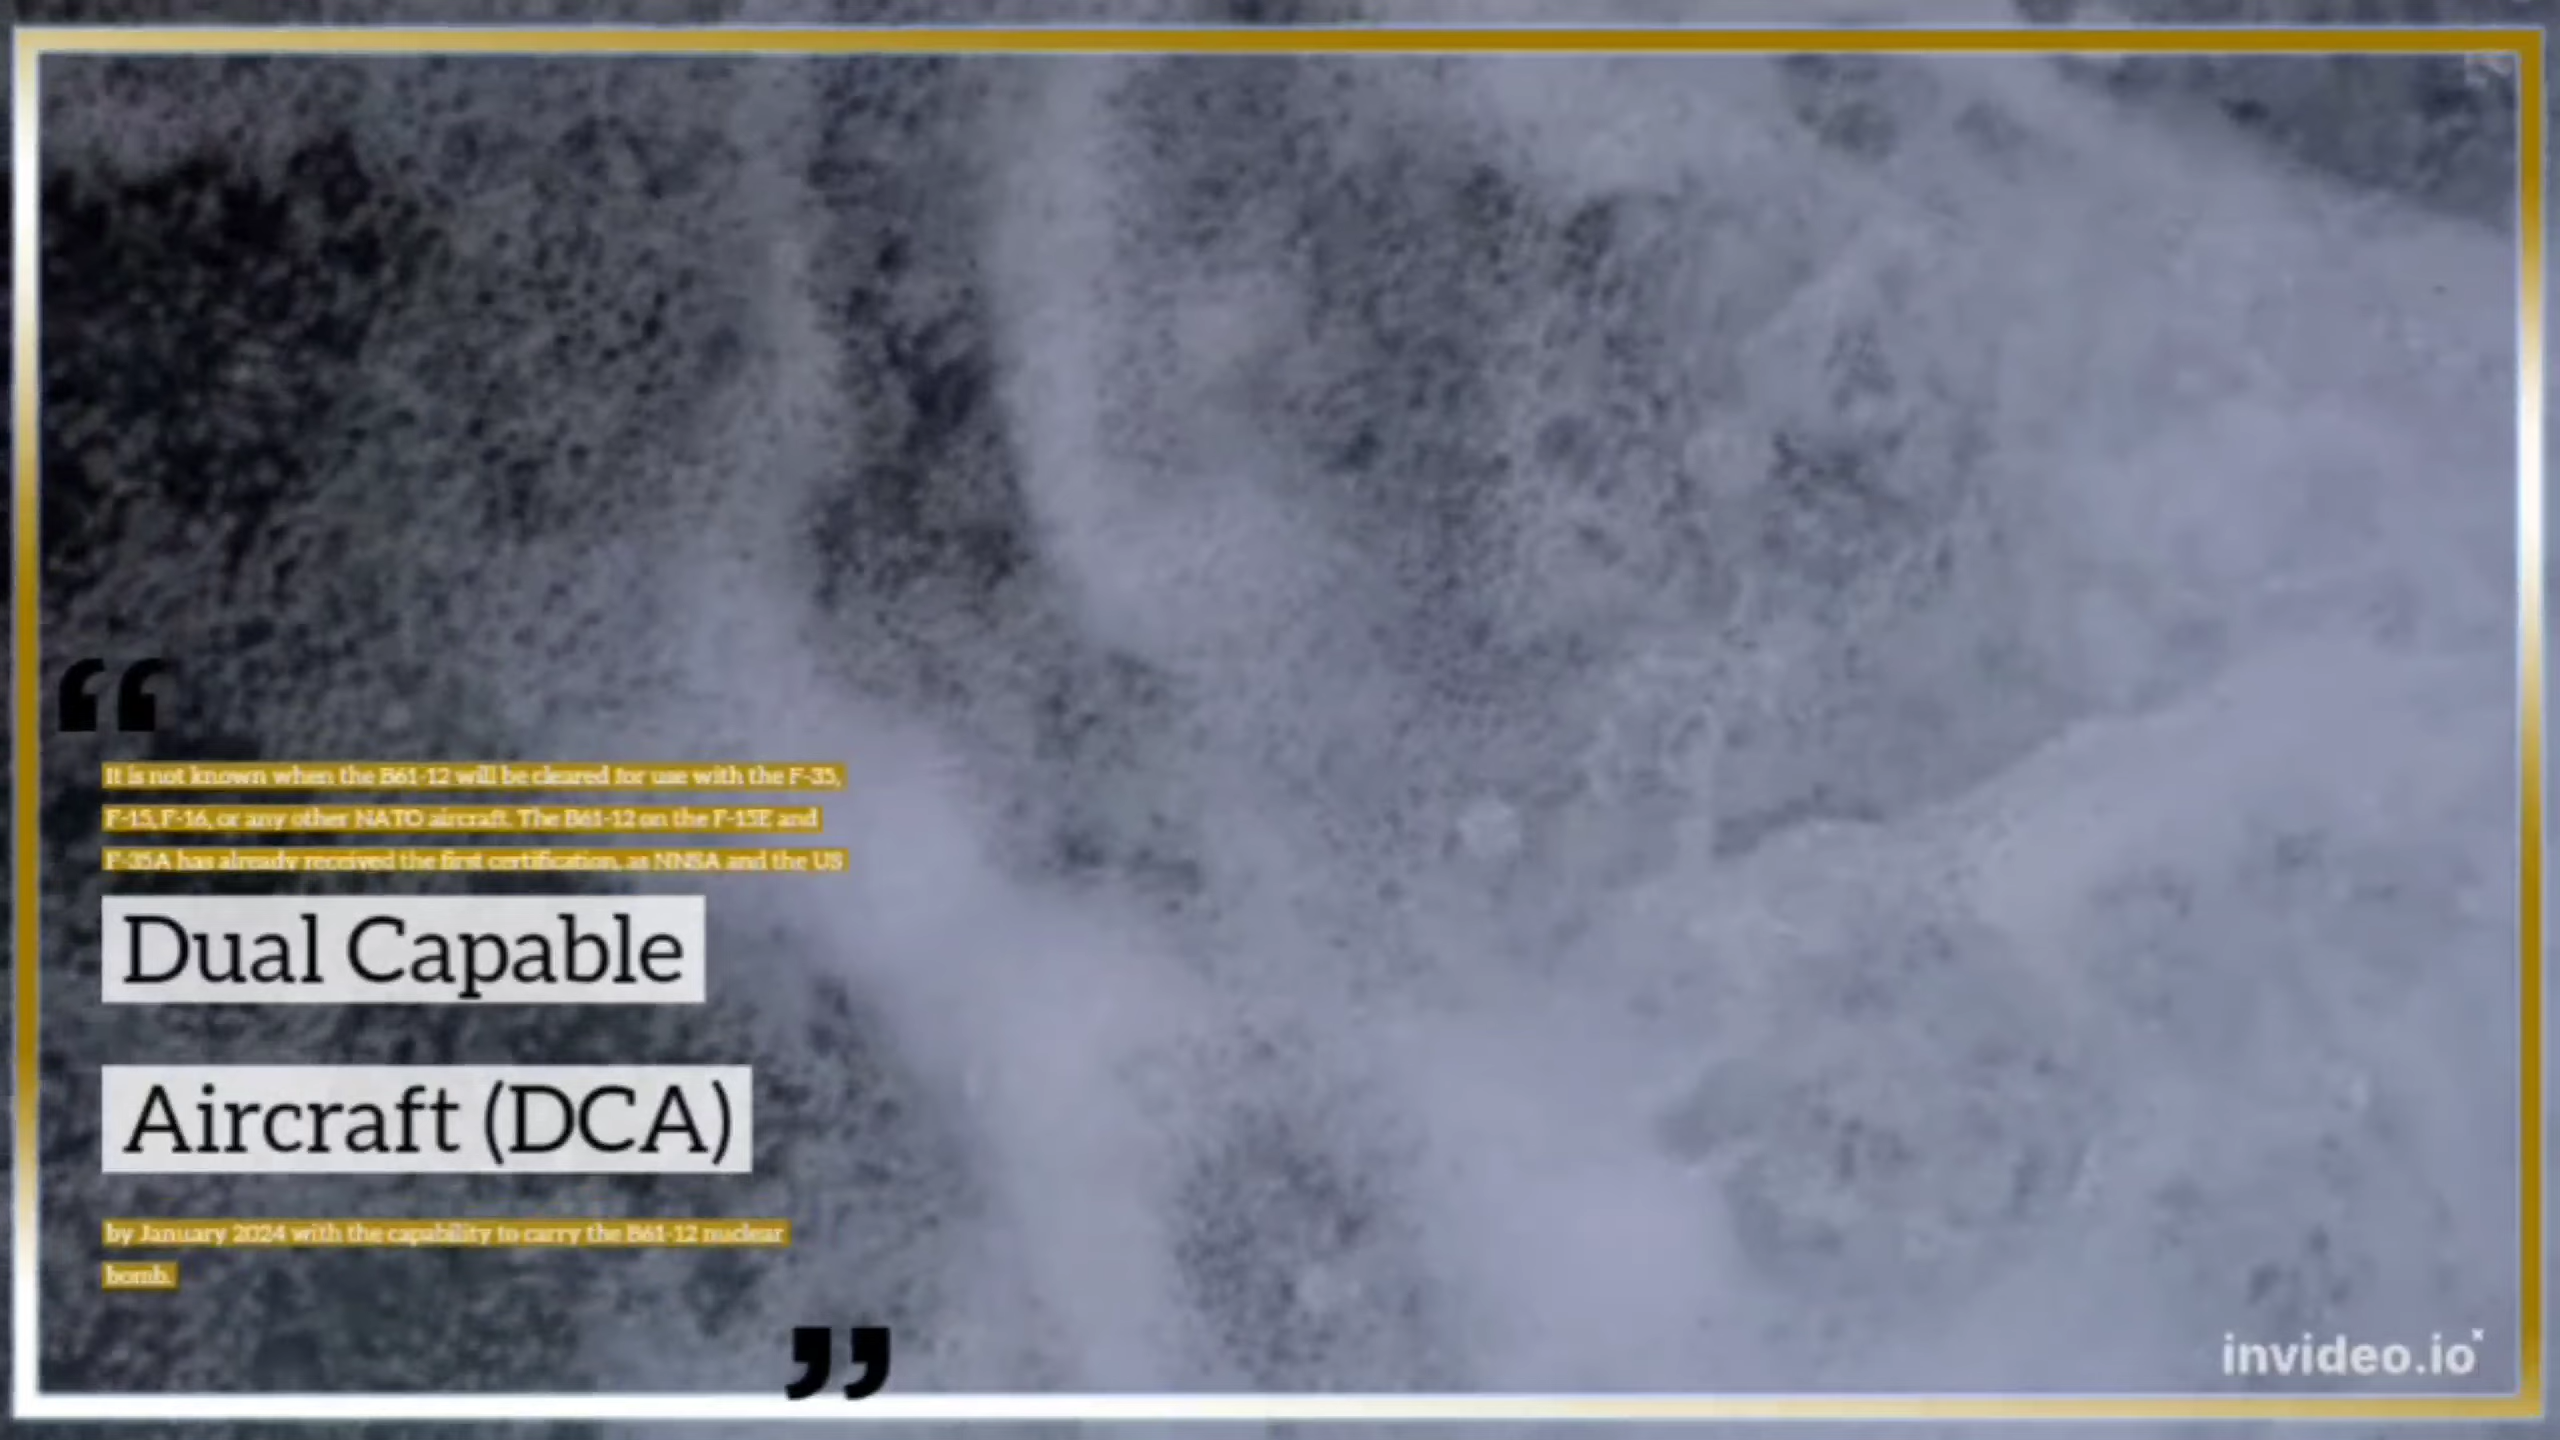 “
It is not known when the B61-12 will be cleared for use with the F-35,
F-15, F-16, or any other NATO aircraft. The B61-12 on the F-15E and
F-35A has already received the first certification, as NNSA and the US
Dual Capable
Aircraft (DCA)
by January 2024 with the capability to carry the B61-12 nuclear
bomb.
”
invideo.io